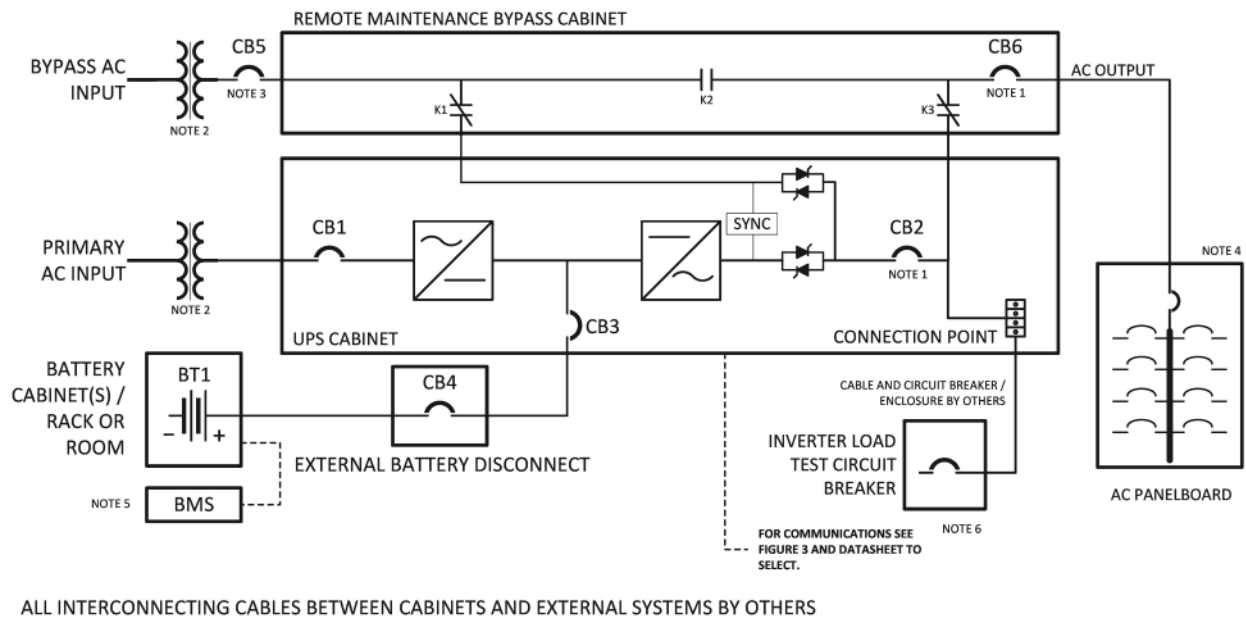 REMOTE MAINTENANCE BYPASS CABINET
BYPASS AC
INPUT
NOTE 2
CB5
NOTE 3
K1
K2
K3
CB6
NOTE 1
AC OUTPUT
PRIMARY
AC INPUT
NOTE 2
CB1
SYNC
CB2
NOTE 1
CB3
UPS CABINET
CONNECTION POINT
NOTE 4
AC PANELBOARD
BATTERY
CABINET(S) /
RACK OR
ROOM
BT1
– +
CB4
EXTERNAL BATTERY DISCONNECT
NOTE 5
BMS
CABLE AND CIRCUIT BREAKER /
ENCLOSURE BY OTHERS
INVERTER LOAD
TEST CIRCUIT
BREAKER
NOTE 6
FOR COMMUNICATIONS SEE
FIGURE 3 AND DATASHEET TO
SELECT.
ALL INTERCONNECTING CABLES BETWEEN CABINETS AND EXTERNAL SYSTEMS BY OTHERS